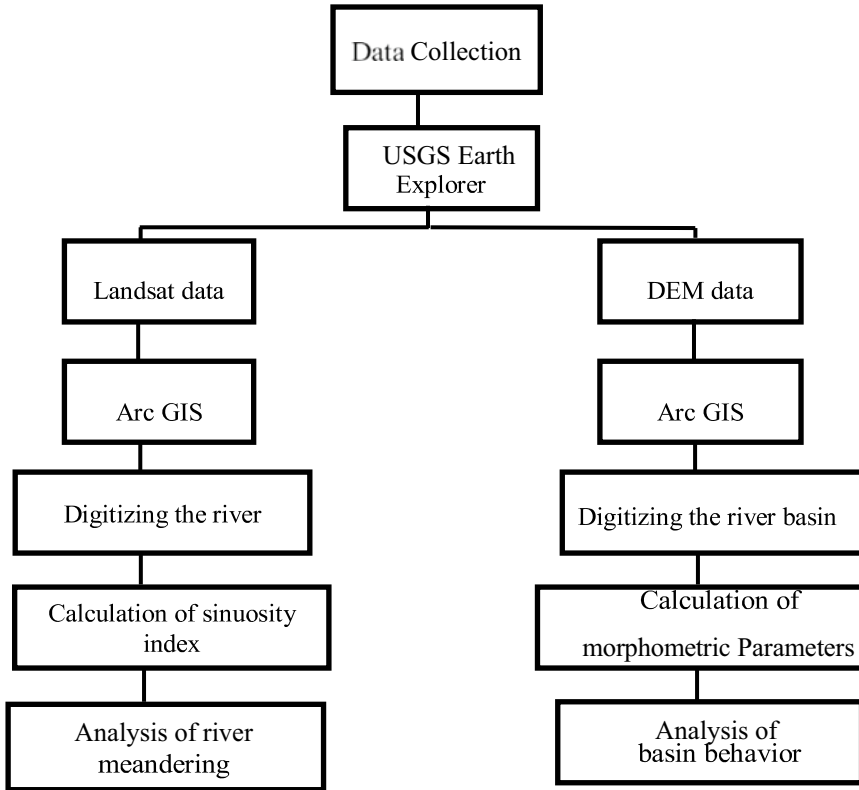 Data Collection
USGS Earth
Explorer
Landsat data
DEM data
Arc GIS
Arc GIS
Digitizing the river
Digitizing the river basin
Calculation of sinuosity
index
Calculation of
morphometric Parameters
Analysis of river
meandering
Analysis of
basin behavior